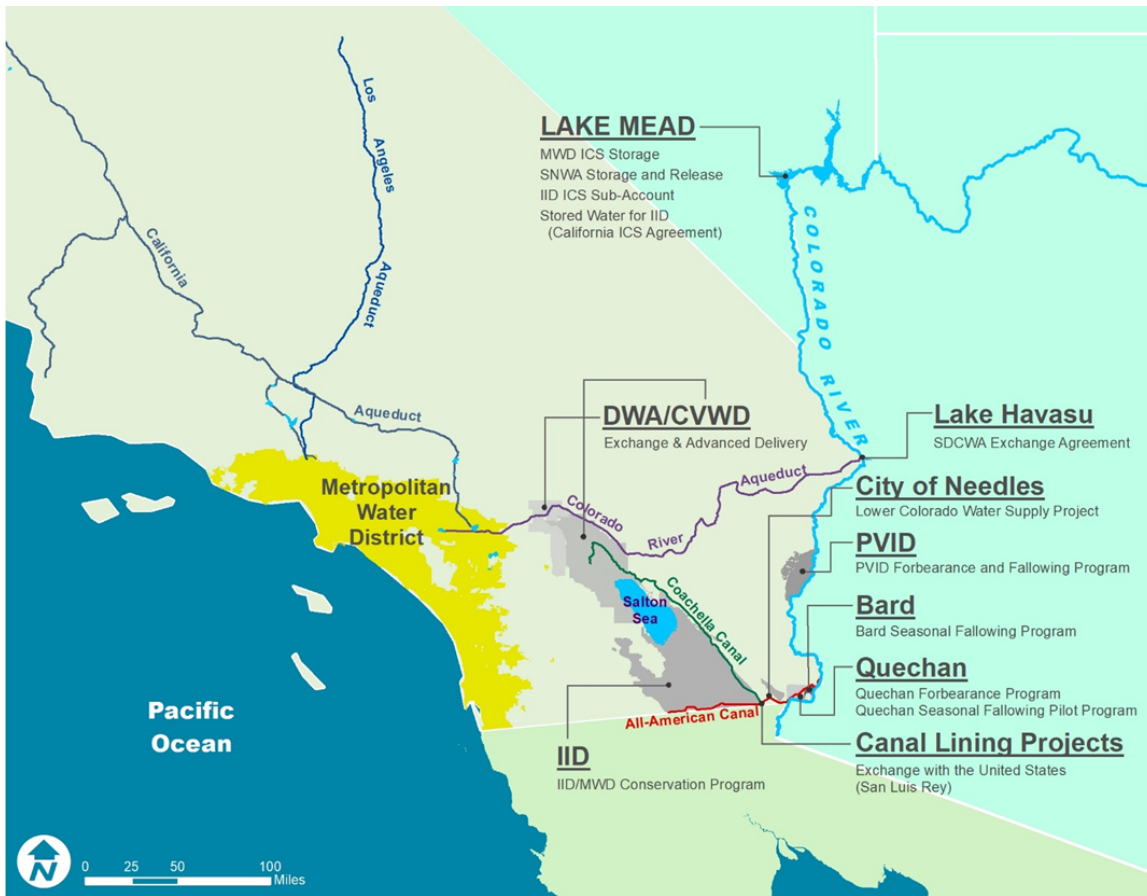 Los
Angeles
Aqueduct
California
Aqueduct
LAKE MEAD
MWD ICS Storage
SNWA Storage and Release
IID ICS Sub-Account
Stored Water for IID
(California ICS Agreement)
COLORADO RIVER
DWA/CVWD
Exchange & Advanced Delivery
Lake Havasu
SDCWA Exchange Agreement
Metropolitan
Water
District
Colorado
River
Aqueduct
City of Needles
Lower Colorado Water Supply Project
PVID
PVID Forbearance and Fallowing Program
Salton
Sea
Coachella Canal
Bard
Bard Seasonal Fallowing Program
Quechan
Quechan Forbearance Program
Quechan Seasonal Fallowing Pilot Program
All-American Canal
Pacific
Ocean
IID
IID/MWD Conservation Program
Canal Lining Projects
Exchange with the United States
(San Luis Rey)
N
0 25 50 100
Miles